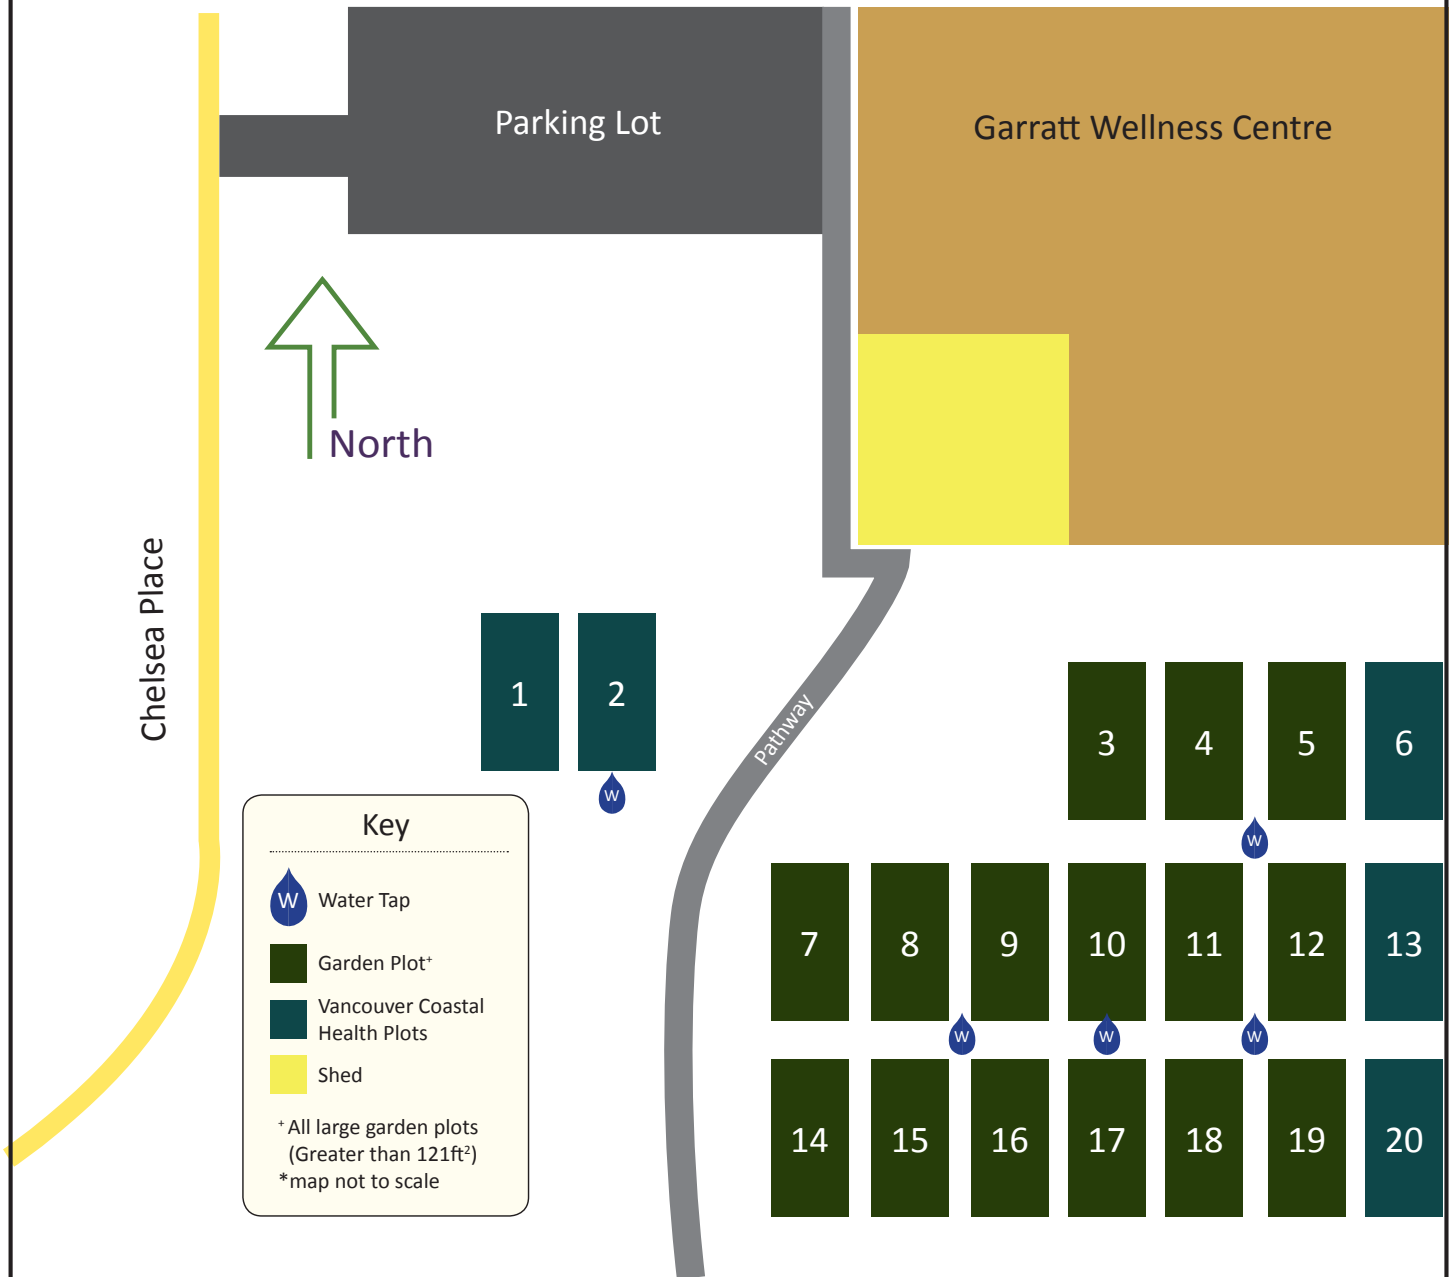 Parking Lot
Garratt Wellness Centre
North
Chelsea Place
1
2
Pathway
3
4
5
6
W
W
Key
W Water Tap
Garden Plot⁺
Vancouver Coastal
Health Plots
Shed
⁺ All large garden plots
(Greater than 121ft²)
*map not to scale
7
8
9
10
11
12
13
W
W
W
14
15
16
17
18
19
20